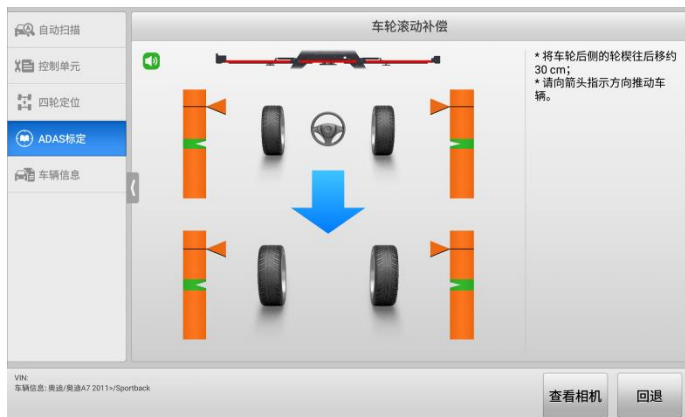 车轮滚动补偿
自动扫描
控制单元
四轮定位
ADAS标定
车辆信息
* 将车轮后侧的轮楔往后移约
30 cm；
* 请向箭头指示方向推动车
辆。
VIN:
车辆信息: 奥迪/奥迪A7 2011>/Sportback
查看相机
回退